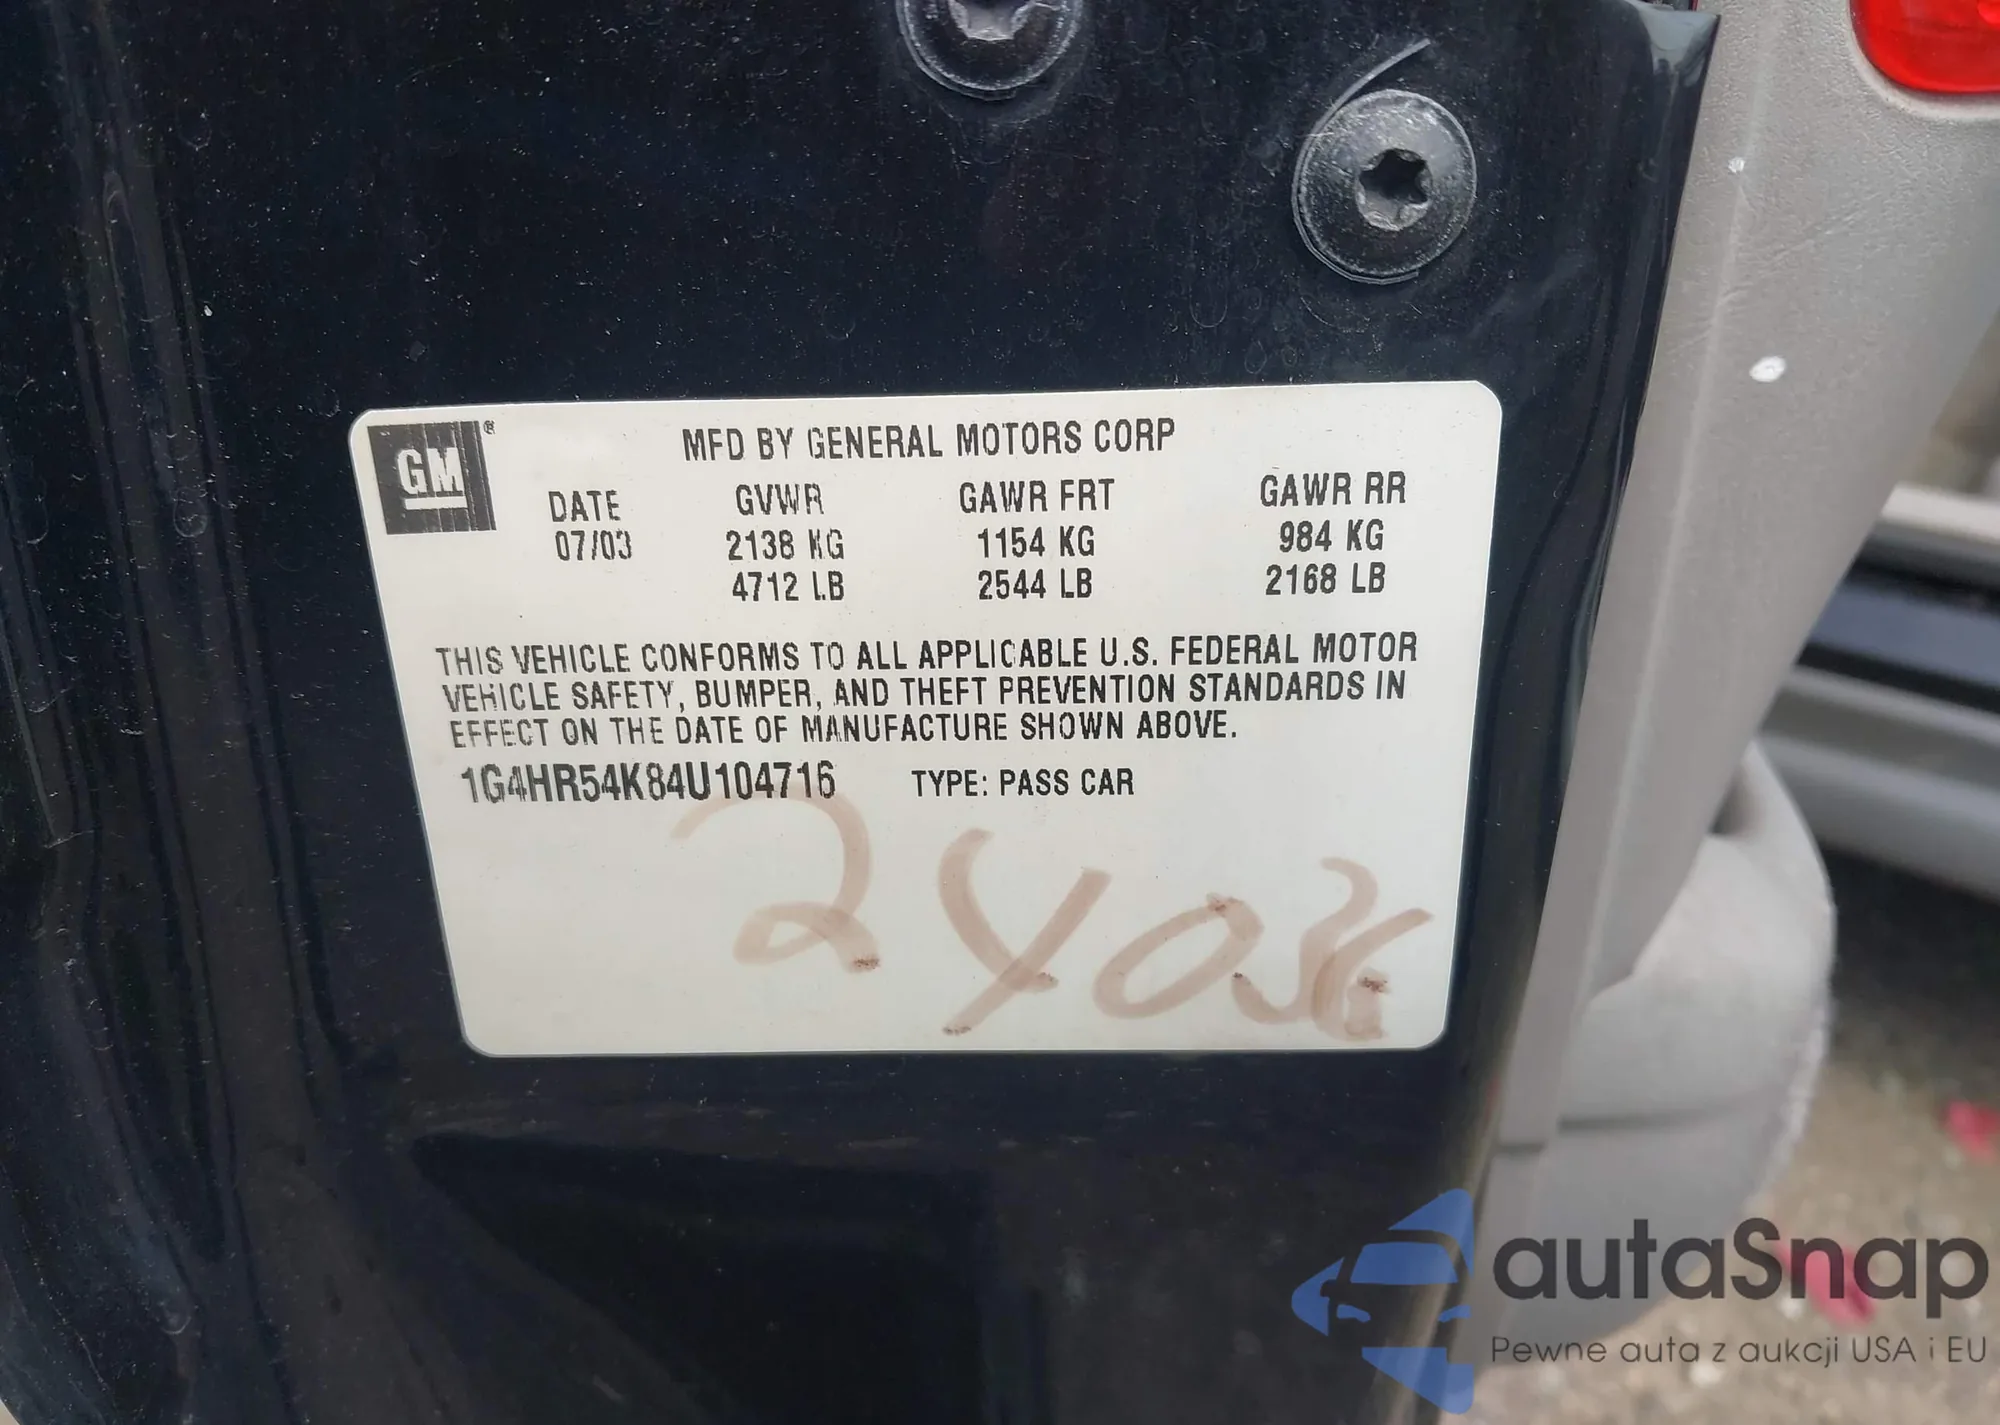 GM®
MFD BY GENERAL MOTORS CORP
DATE GVWR GAWR FRT GAWR RR
07/03 2138 KG 1154 KG 984 KG
4712 LB 2544 LB 2168 LB
THIS VEHICLE CONFORMS TO ALL APPLICABLE U.S. FEDERAL MOTOR
VEHICLE SAFETY, BUMPER, AND THEFT PREVENTION STANDARDS IN
EFFECT ON THE DATE OF MANUFACTURE SHOWN ABOVE.
1G4HR54K84U104716 TYPE: PASS CAR
24036
autaSnap
Pewne auta z aukcji USA i EU